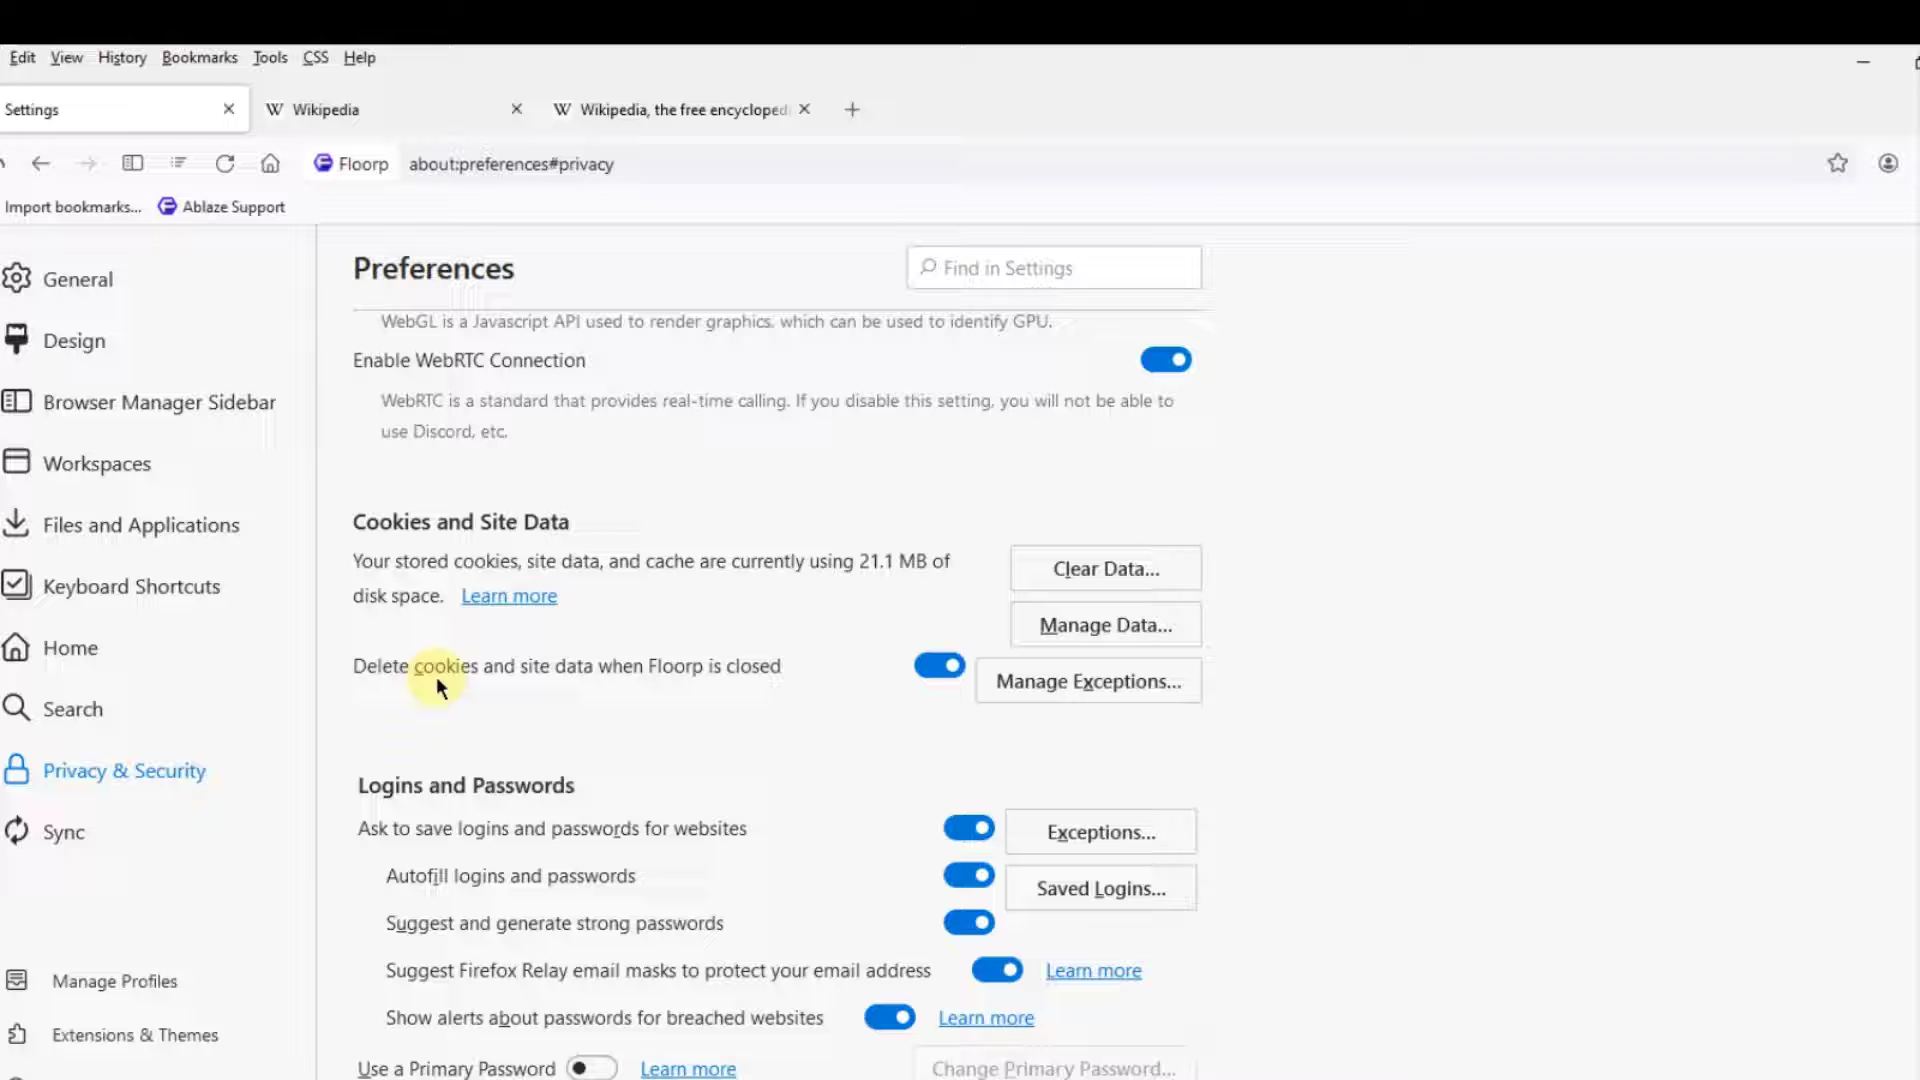 Edit View History Bookmarks Tools CSS Help
Settings
Wikipedia
Wikipedia, the free encycloped
Floorp about:preferences#privacy
Import bookmarks... Ablaze Support
General
Design
Browser Manager Sidebar
Workspaces
Files and Applications
Keyboard Shortcuts
Home
Search
Privacy & Security
Sync
Manage Profiles
Extensions & Themes
Preferences
Find in Settings
WebGL is a Javascript API used to render graphics, which can be used to identify GPU.
Enable WebRTC Connection
WebRTC is a standard that provides real-time calling. If you disable this setting, you will not be able to
use Discord, etc.
Cookies and Site Data
Your stored cookies, site data, and cache are currently using 21.1 MB of
disk space. Learn more
Clear Data...
Manage Data...
Delete cookies and site data when Floorp is closed
Manage Exceptions...
Logins and Passwords
Ask to save logins and passwords for websites
Exceptions...
Autofill logins and passwords
Saved Logins...
Suggest and generate strong passwords
Suggest Firefox Relay email masks to protect your email address Learn more
Show alerts about passwords for breached websites Learn more
Use a Primary Password Learn more
Change Primary Password...